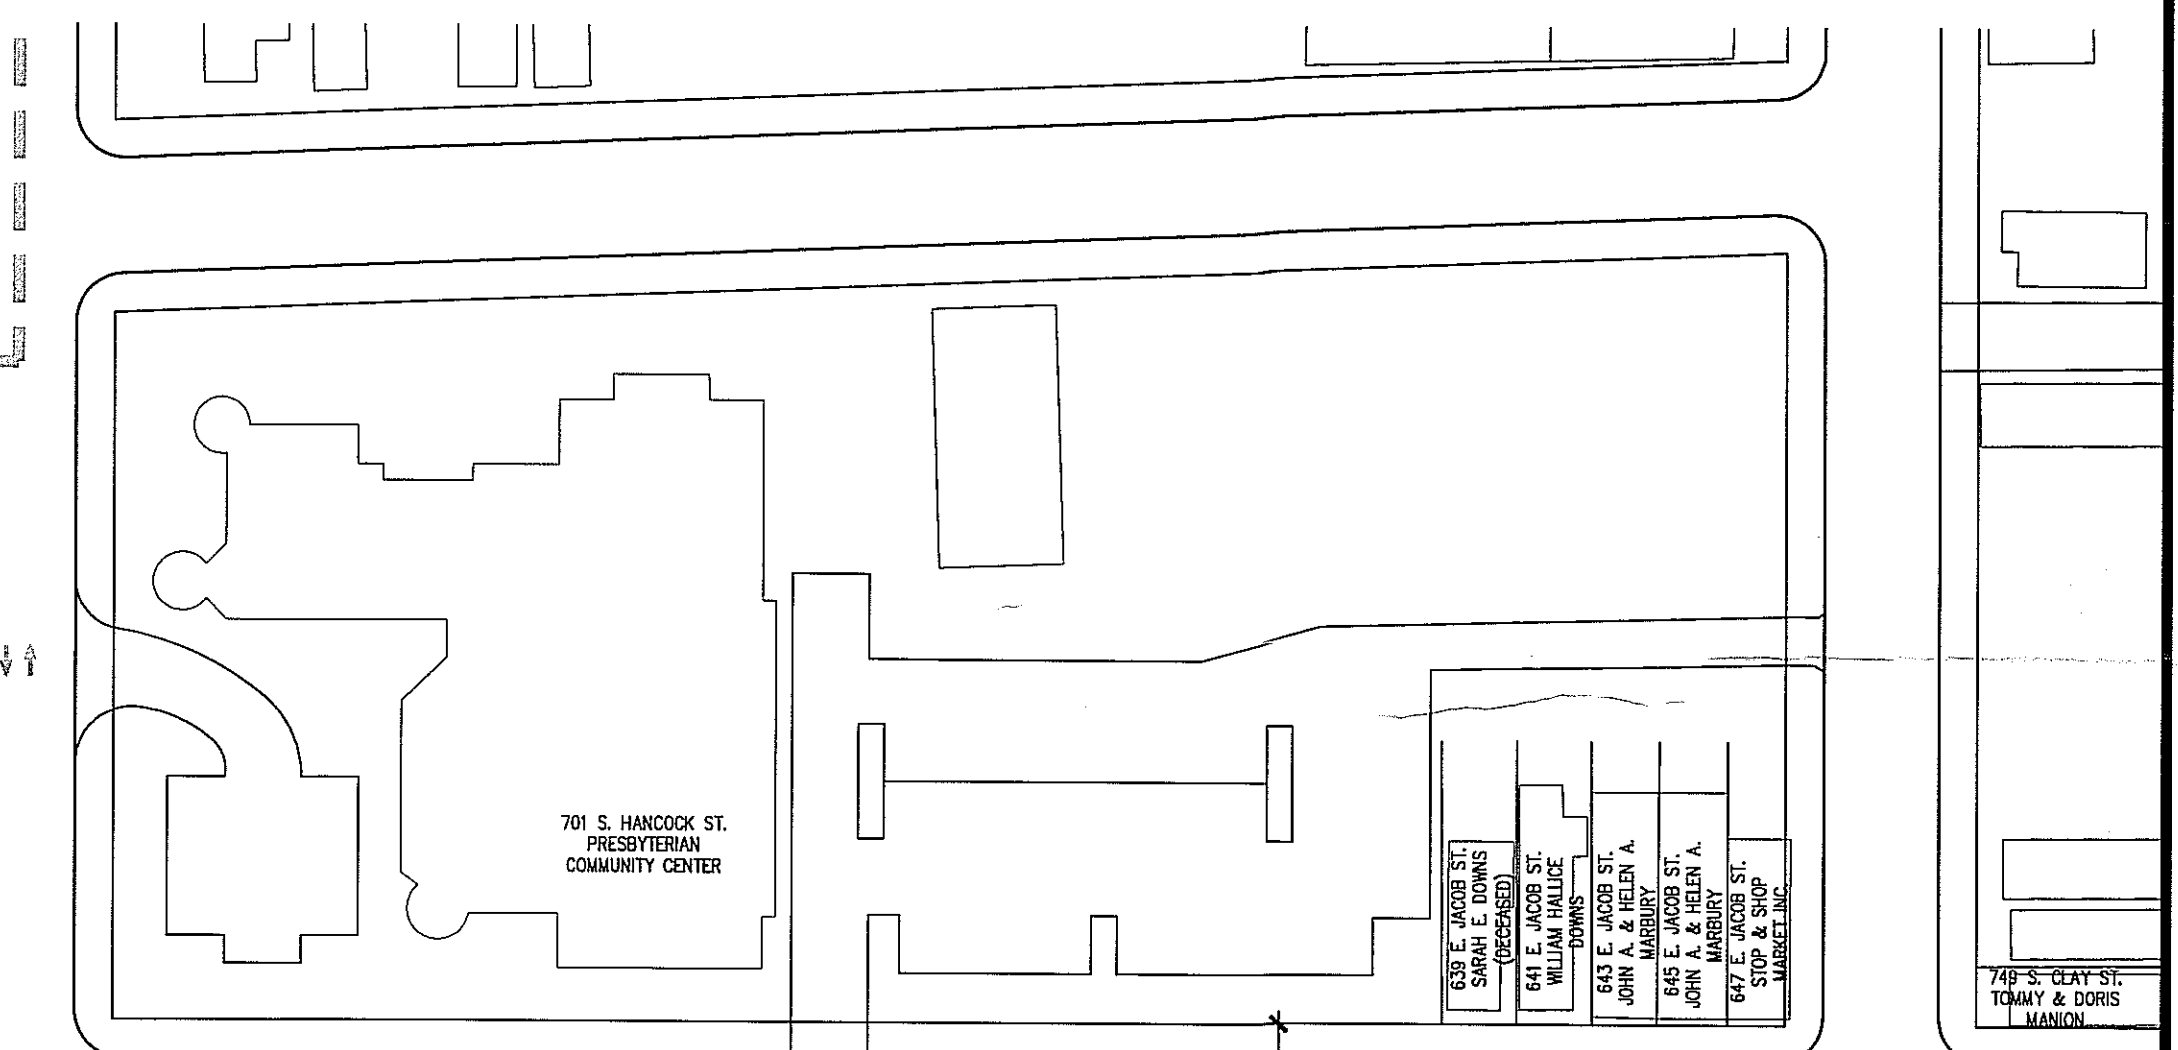 701 S. HANCOCK ST.
PRESBYTERIAN
COMMUNITY CENTER
639 E. JACOB ST.
SARAH E. DOWNS
(DECEASED)
641 E. JACOB ST.
WILLIAM HALLICE
DOWNS
643 E. JACOB ST.
JOHN A. & HELEN A.
MARBURY
645 E. JACOB ST.
JOHN A. & HELEN A.
MARBURY
647 E. JACOB ST.
STOP & SHOP
MARKET INC.
749 S. CLAY ST.
TOMMY & DORIS
MANION